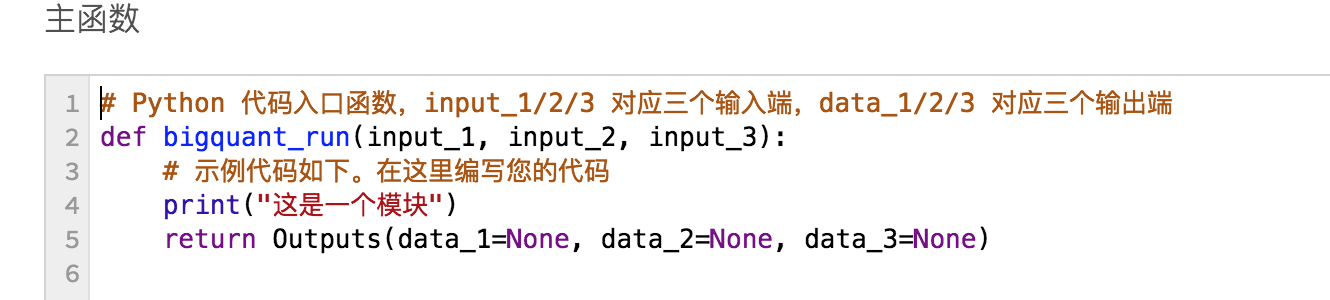 主函数
1 # Python 代码入口函数，input_1/2/3 对应三个输入端，data_1/2/3 对应三个输出端
2 def bigquant_run(input_1, input_2, input_3):
3     # 示例代码如下。在这里编写您的代码
4     print("这是一个模块")
5     return Outputs(data_1=None, data_2=None, data_3=None)
6